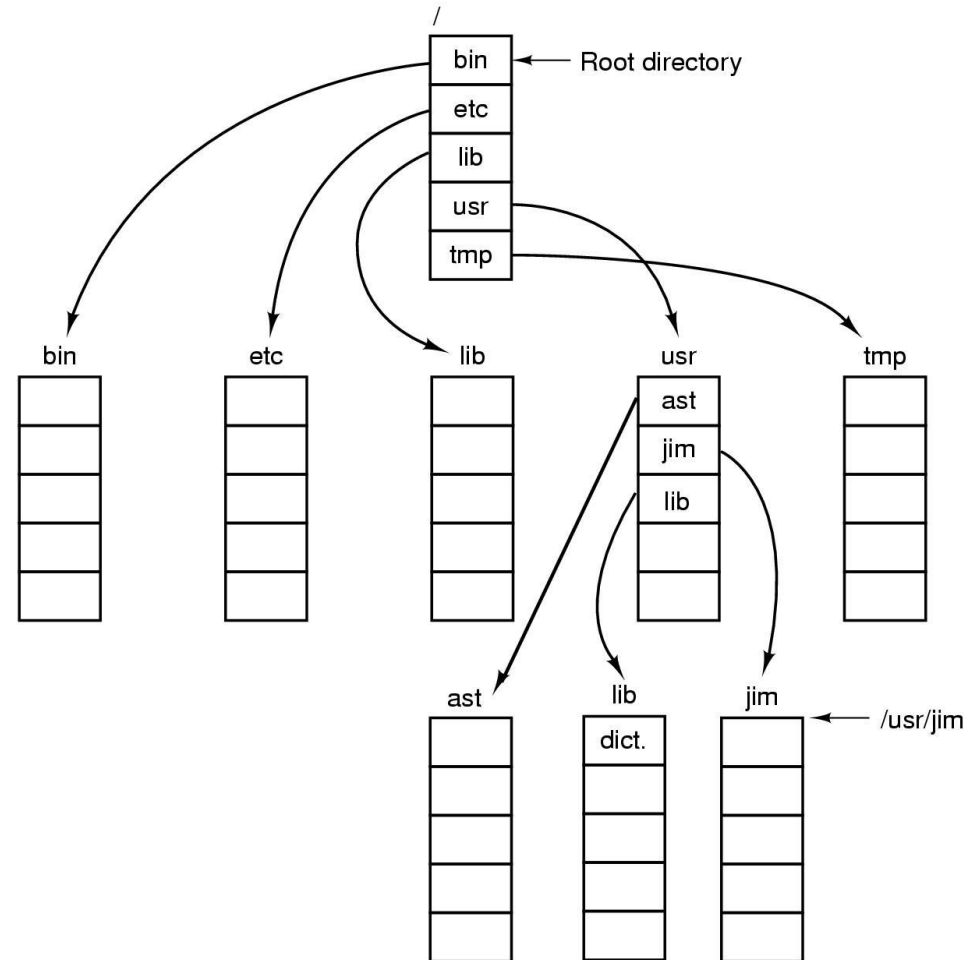 /
bin
Root directory
etc
lib
usr
tmp
bin
etc
lib
usr
tmp
ast
jim
lib
ast
lib
jim
dict.
/usr/jim